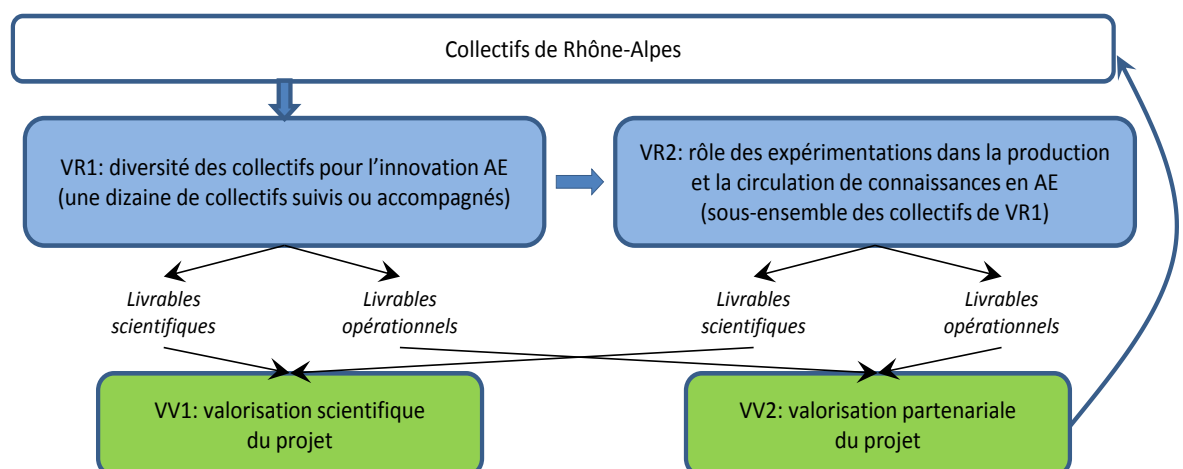 Collectifs de Rhône-Alpes
VR1: diversité des collectifs pour l’innovation AE
(une dizaine de collectifs suivis ou accompagnés)
VR2: rôle des expérimentations dans la production
et la circulation de connaissances en AE
(sous-ensemble des collectifs de VR1)
Livrables
scientifiques
Livrables
opérationnels
Livrables
scientifiques
Livrables
opérationnels
VV1: valorisation scientifique
du projet
VV2: valorisation partenariale
du projet